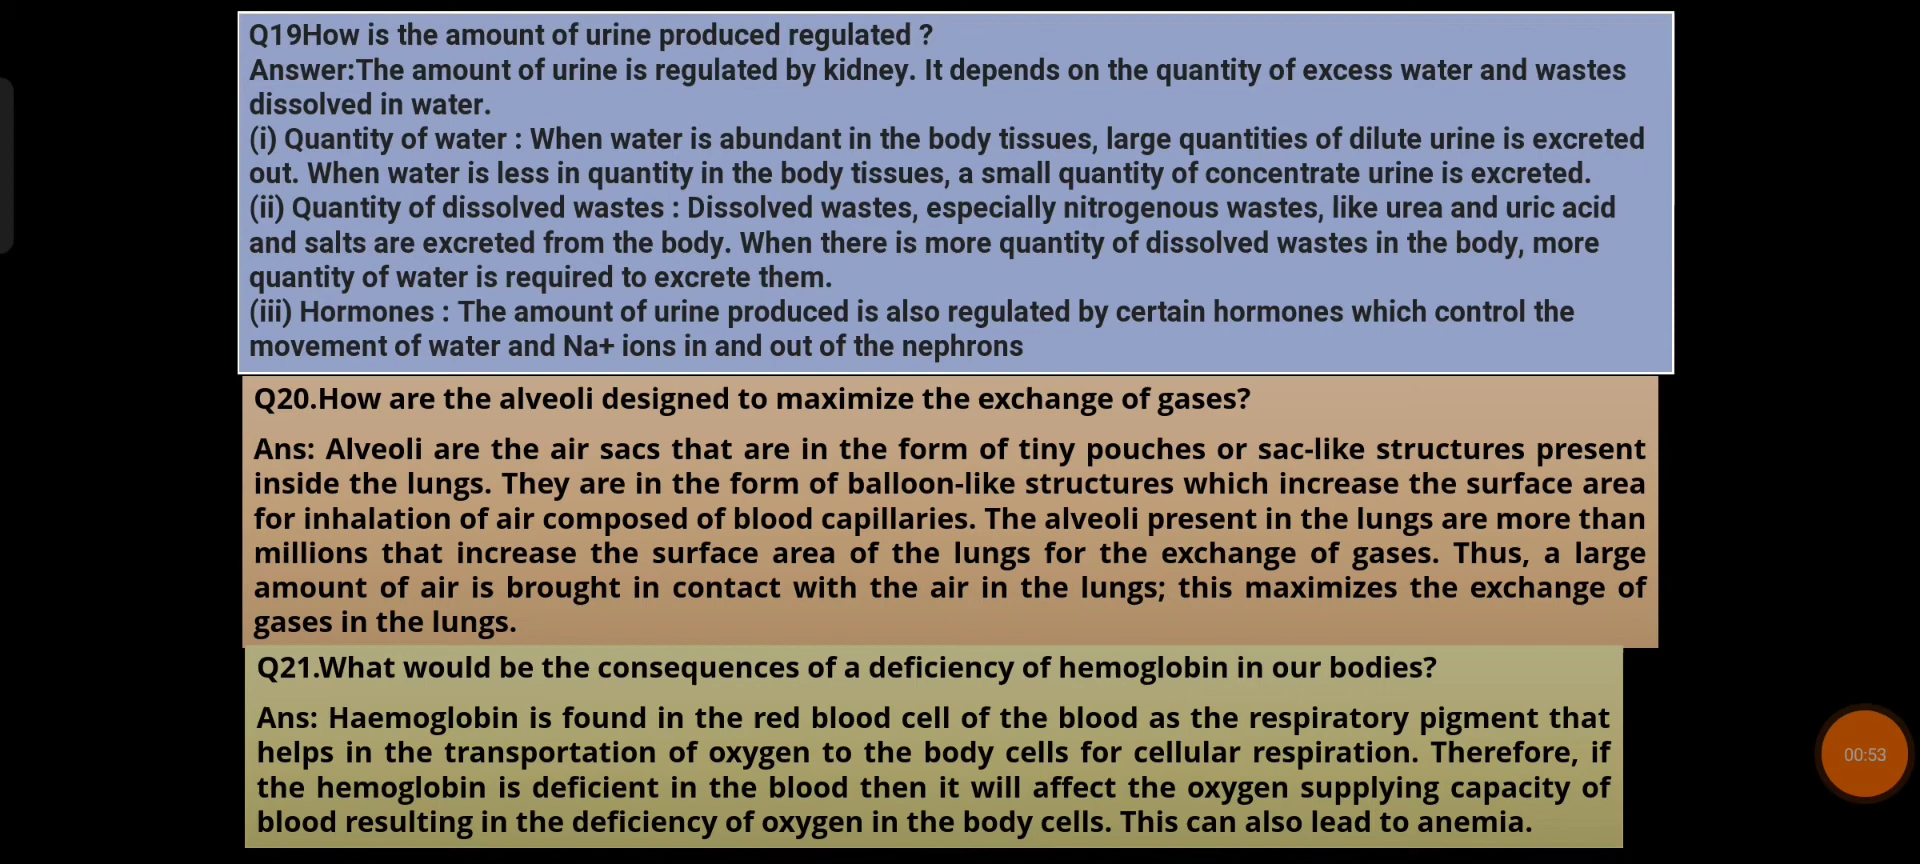 Q19How is the amount of urine produced regulated ?
Answer:The amount of urine is regulated by kidney. It depends on the quantity of excess water and wastes
dissolved in water.
(i) Quantity of water : When water is abundant in the body tissues, large quantities of dilute urine is excreted
out. When water is less in quantity in the body tissues, a small quantity of concentrate urine is excreted.
(ii) Quantity of dissolved wastes : Dissolved wastes, especially nitrogenous wastes, like urea and uric acid
and salts are excreted from the body. When there is more quantity of dissolved wastes in the body, more
quantity of water is required to excrete them.
(iii) Hormones : The amount of urine produced is also regulated by certain hormones which control the
movement of water and Na+ ions in and out of the nephrons
Q20.How are the alveoli designed to maximize the exchange of gases?
Ans: Alveoli are the air sacs that are in the form of tiny pouches or sac-like structures present
inside the lungs. They are in the form of balloon-like structures which increase the surface area
for inhalation of air composed of blood capillaries. The alveoli present in the lungs are more than
millions that increase the surface area of the lungs for the exchange of gases. Thus, a large
amount of air is brought in contact with the air in the lungs; this maximizes the exchange of
gases in the lungs.
Q21.What would be the consequences of a deficiency of hemoglobin in our bodies?
Ans: Haemoglobin is found in the red blood cell of the blood as the respiratory pigment that
helps in the transportation of oxygen to the body cells for cellular respiration. Therefore, if
the hemoglobin is deficient in the blood then it will affect the oxygen supplying capacity of
blood resulting in the deficiency of oxygen in the body cells. This can also lead to anemia.
00:53